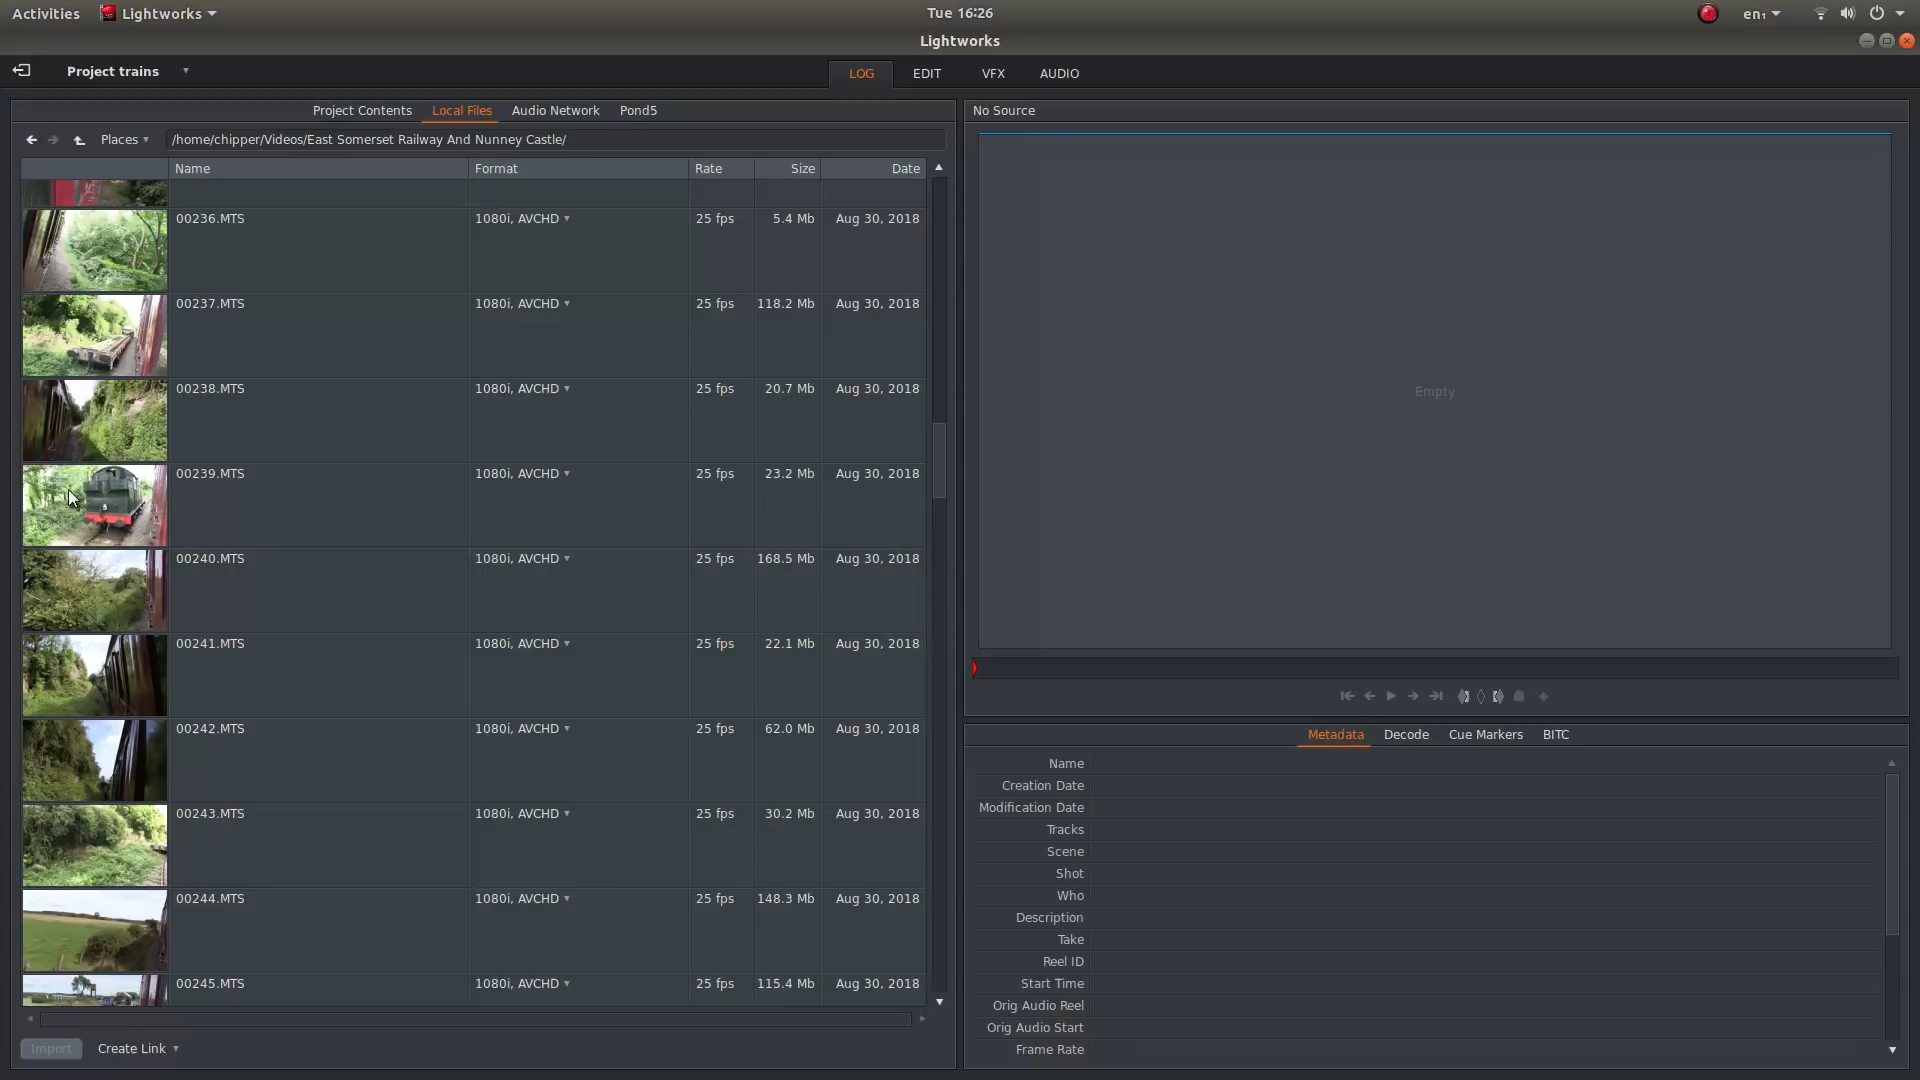 Activities Lightworks Tue 16:26 en₁
Lightworks
Project trains LOG EDIT VFX AUDIO
Project Contents Local Files Audio Network Pond5
Places /home/chipper/Videos/East Somerset Railway And Nunney Castle/
Name Format Rate Size Date
00236.MTS 1080i, AVCHD 25 fps 5.4 Mb Aug 30, 2018
00237.MTS 1080i, AVCHD 25 fps 118.2 Mb Aug 30, 2018
00238.MTS 1080i, AVCHD 25 fps 20.7 Mb Aug 30, 2018
00239.MTS 1080i, AVCHD 25 fps 23.2 Mb Aug 30, 2018
00240.MTS 1080i, AVCHD 25 fps 168.5 Mb Aug 30, 2018
00241.MTS 1080i, AVCHD 25 fps 22.1 Mb Aug 30, 2018
00242.MTS 1080i, AVCHD 25 fps 62.0 Mb Aug 30, 2018
00243.MTS 1080i, AVCHD 25 fps 30.2 Mb Aug 30, 2018
00244.MTS 1080i, AVCHD 25 fps 148.3 Mb Aug 30, 2018
00245.MTS 1080i, AVCHD 25 fps 115.4 Mb Aug 30, 2018
Import Create Link
No Source
Empty
Metadata Decode Cue Markers BITC
Name
Creation Date
Modification Date
Tracks
Scene
Shot
Who
Description
Take
Reel ID
Start Time
Orig Audio Reel
Orig Audio Start
Frame Rate